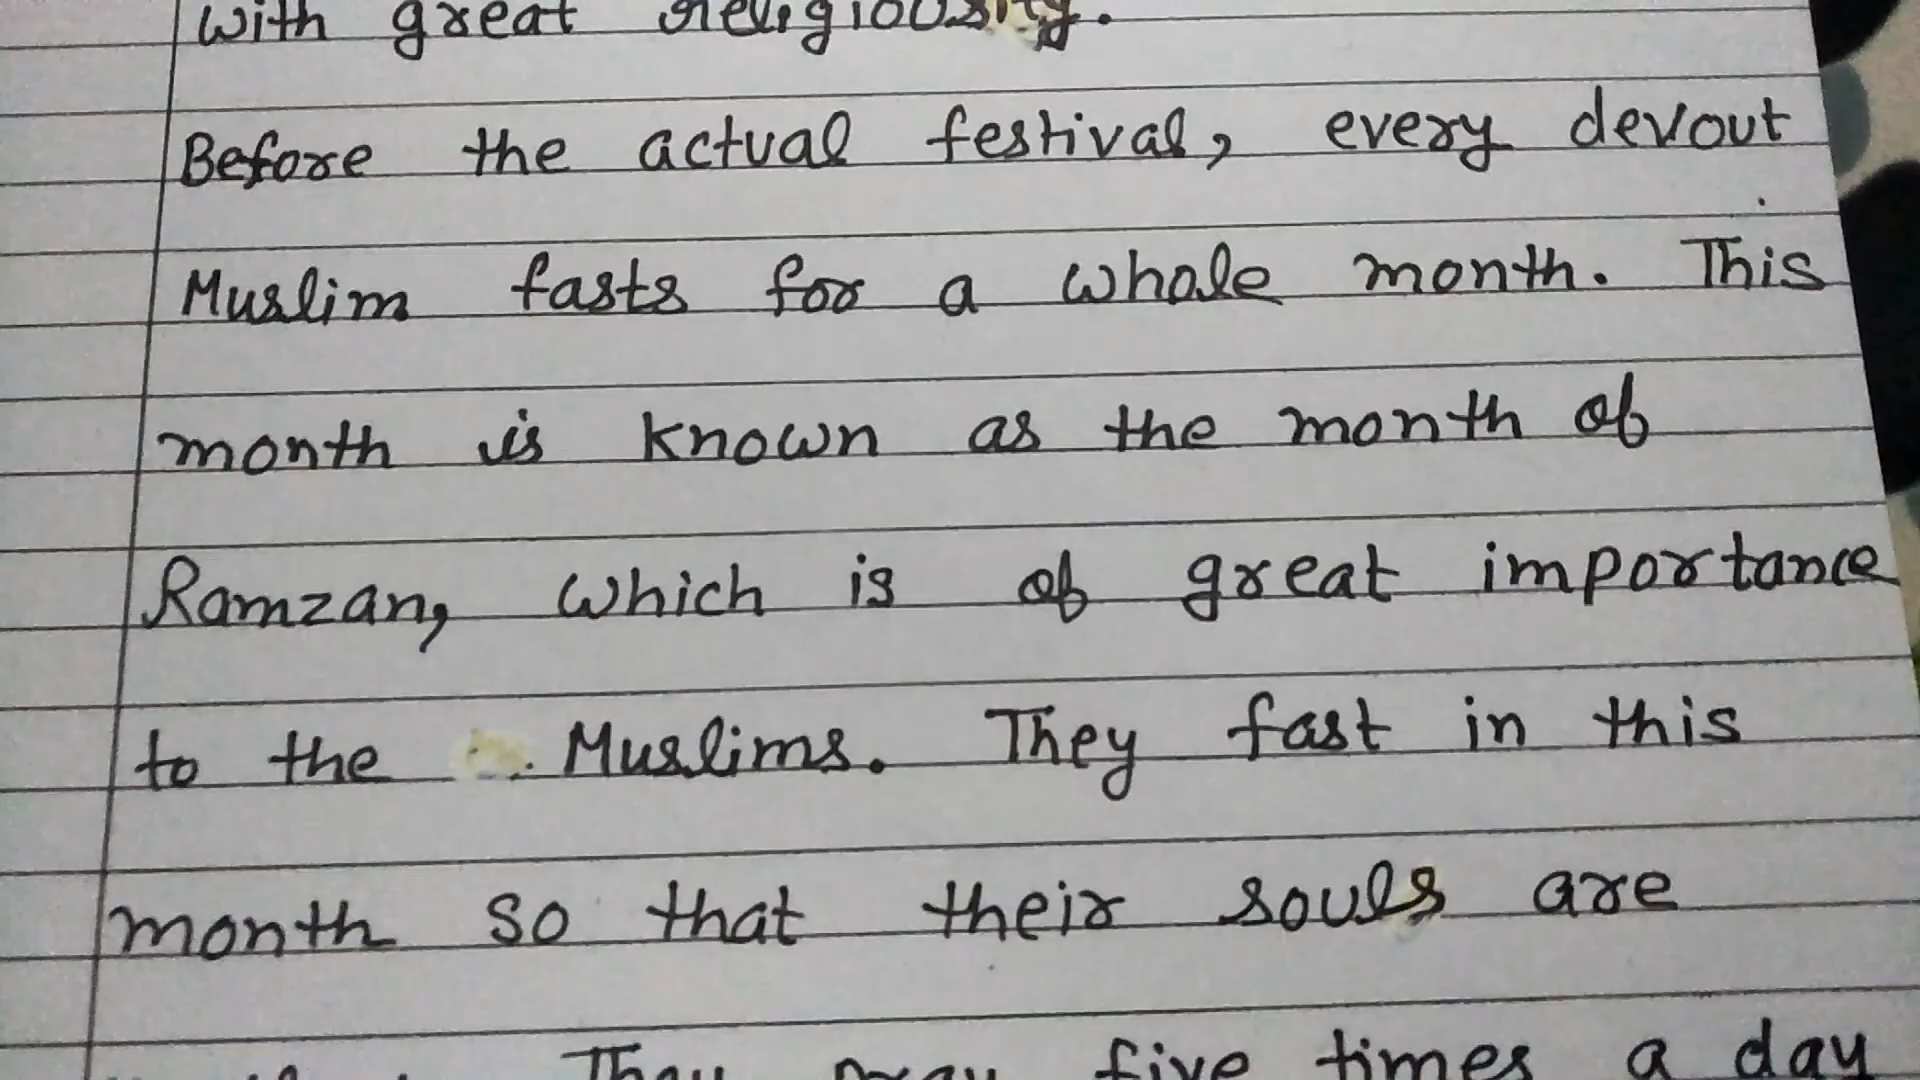 with great religiosity.
Before the actual festival, every devout
Muslim fasts for a whole month. This
month is known as the month of
Ramzan, which is of great importance
to the Muslims. They fast in this
month so that their souls are
They pray five times a day